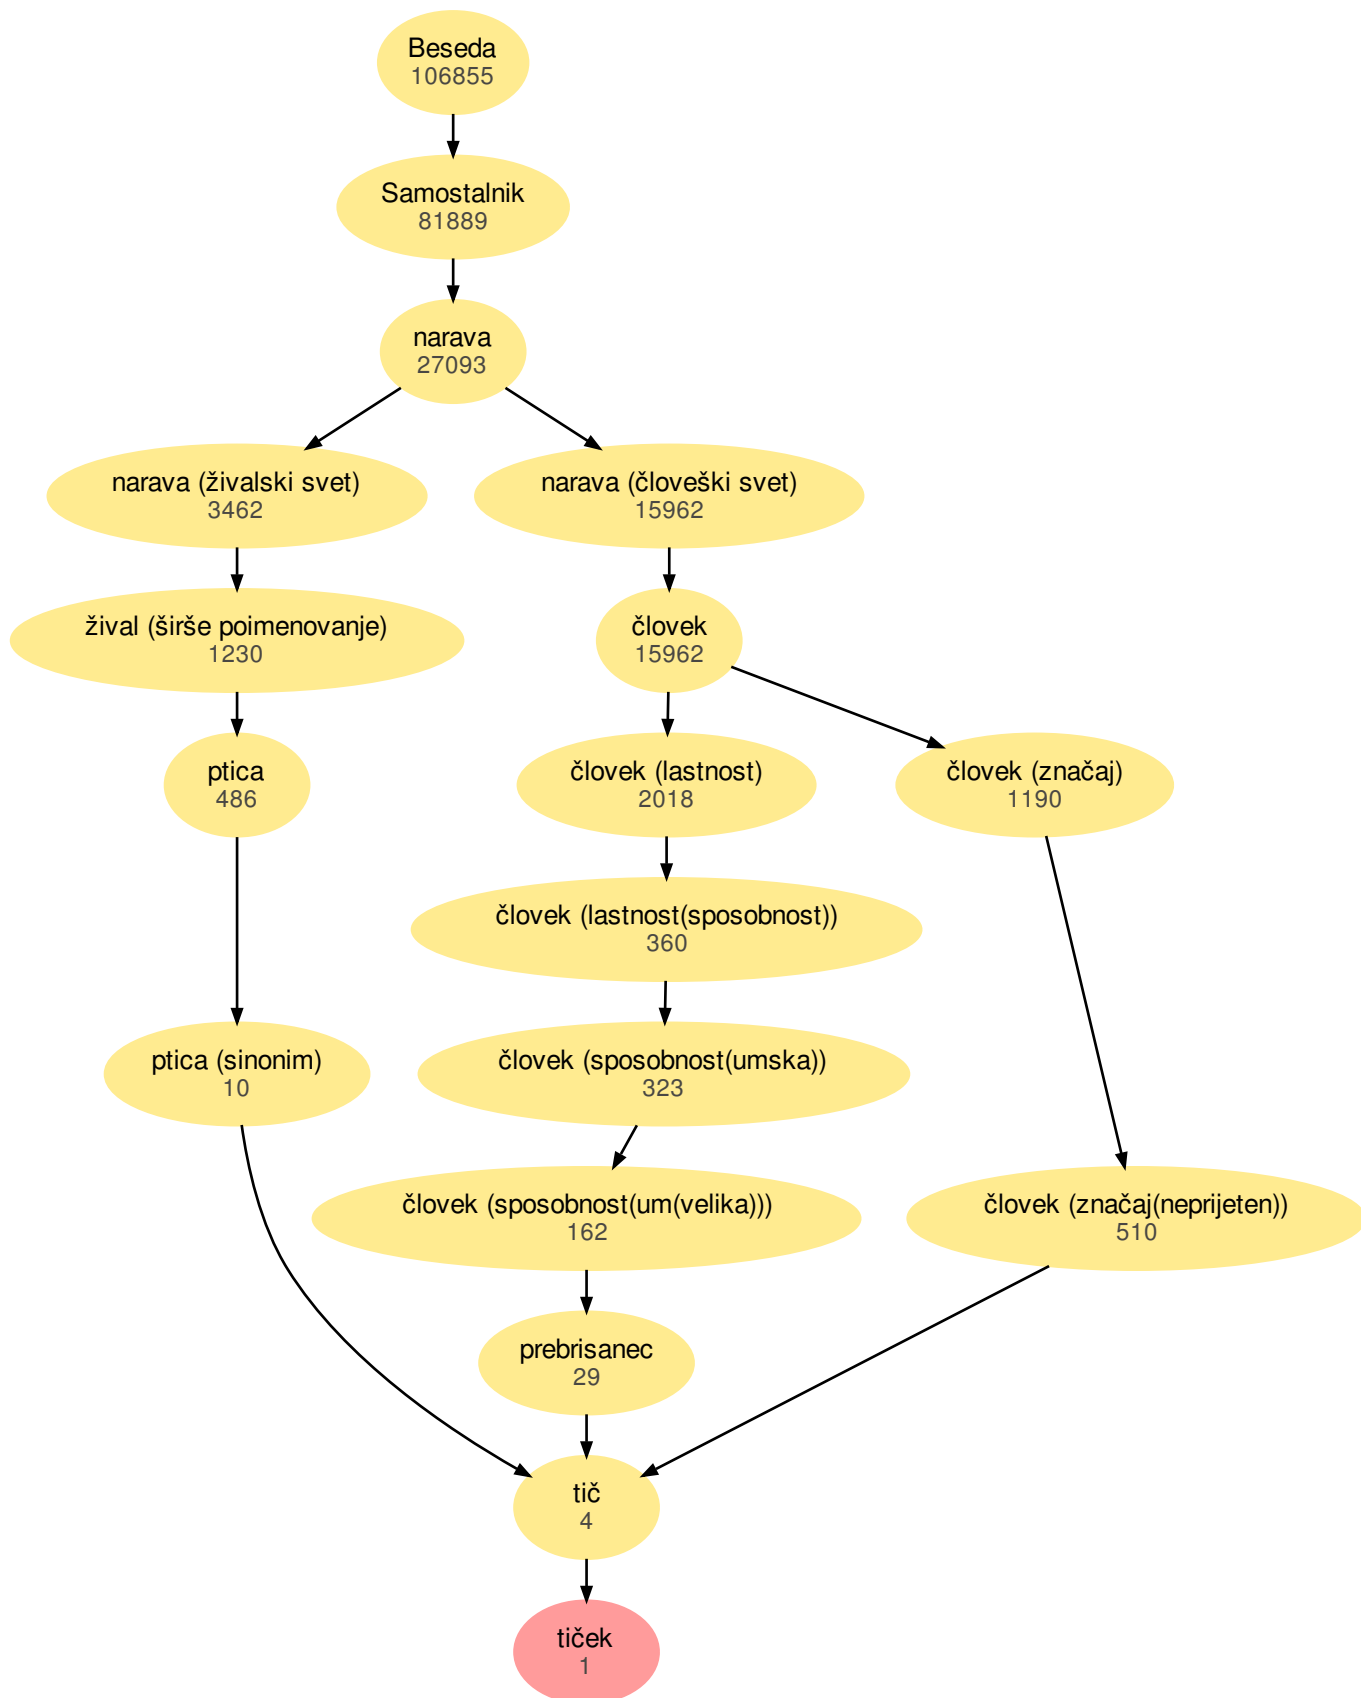 Beseda
106855
Samostalnik
81889
narava
27093
narava (živalski svet)
3462
narava (človeški svet)
15962
žival (širše poimenovanje)
1230
človek
15962
ptica
486
človek (lastnost)
2018
človek (značaj)
1190
človek (lastnost(sposobnost))
360
ptica (sinonim)
10
človek (sposobnost(umska))
323
človek (sposobnost(um(velika)))
162
človek (značaj(neprijeten))
510
prebrisanec
29
tič
4
tiček
1